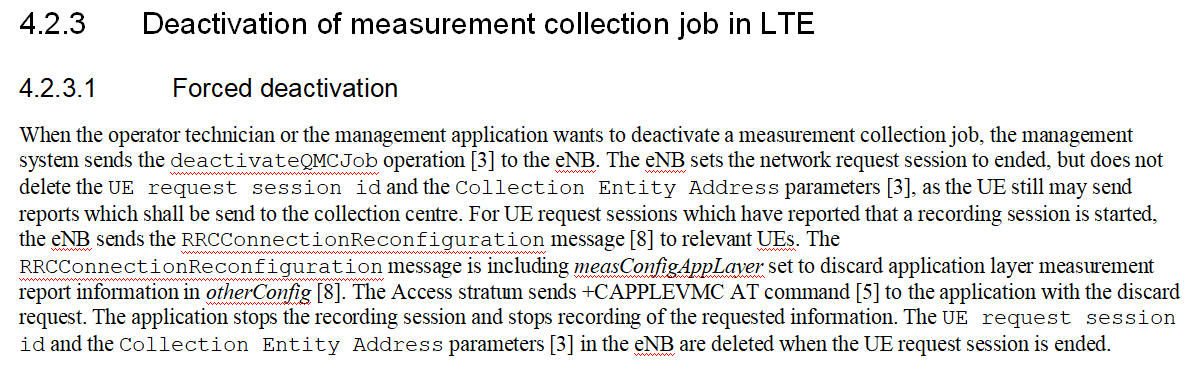 4.2.3 Deactivation of measurement collection job in LTE
4.2.3.1 Forced deactivation
When the operator technician or the management application wants to deactivate a measurement collection job, the management
system sends the deactivateQMCJob operation [3] to the eNB. The eNB sets the network request session to ended, but does not
delete the UE request session id and the Collection Entity Address parameters [3], as the UE still may send
reports which shall be send to the collection centre. For UE request sessions which have reported that a recording session is started,
the eNB sends the RRCConnectionReconfiguration message [8] to relevant UEs. The
RRCConnectionReconfiguration message is including measConfigAppLayer set to discard application layer measurement
report information in otherConfig [8]. The Access stratum sends +CAPPLEVMC AT command [5] to the application with the discard
request. The application stops the recording session and stops recording of the requested information. The UE request session
id and the Collection Entity Address parameters [3] in the eNB are deleted when the UE request session is ended.